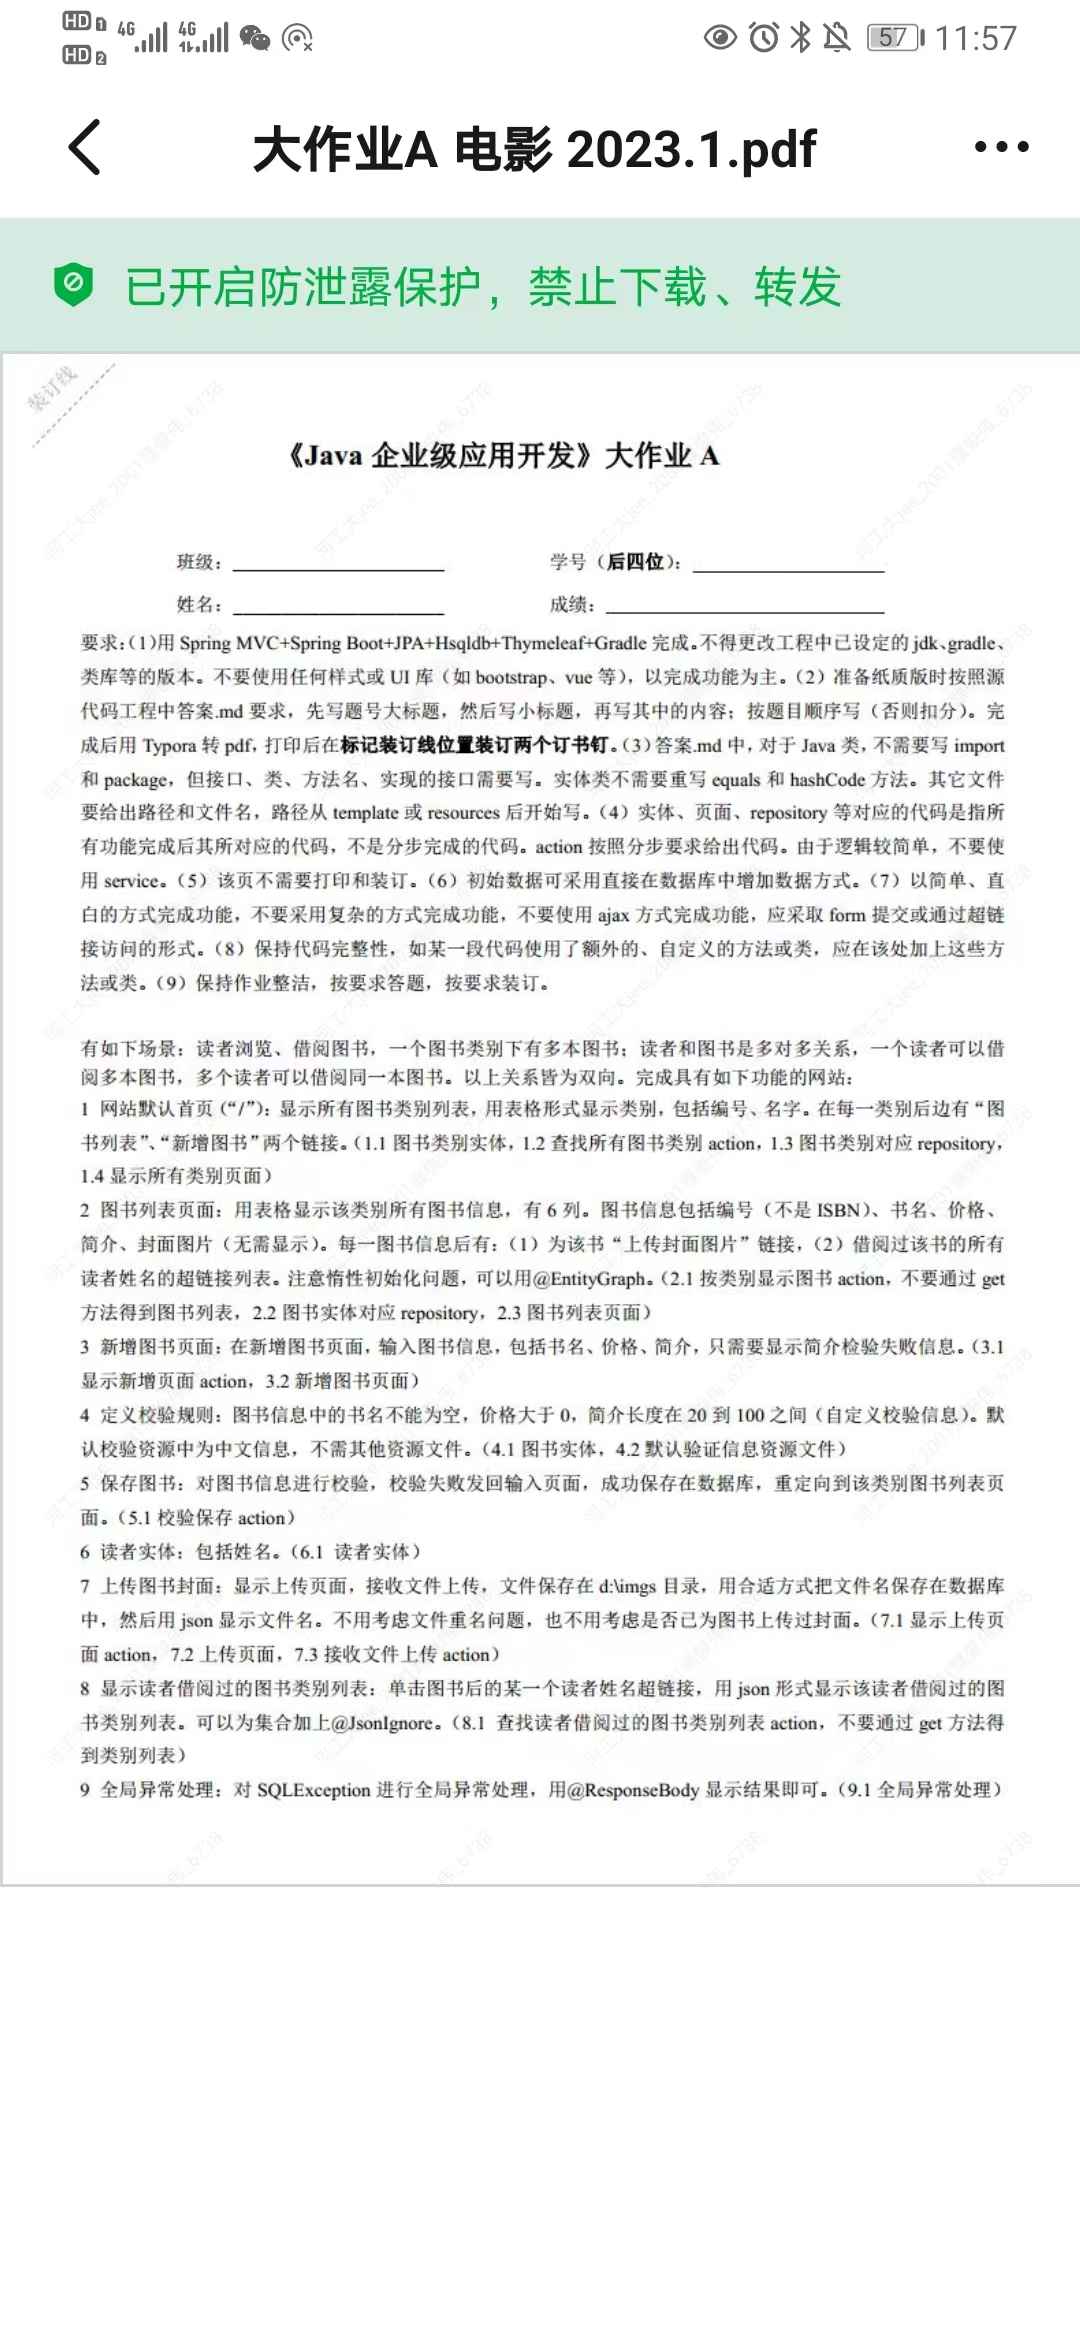 HD 1 4G 4G 57 11:57
HD 2
大作业A 电影 2023.1.pdf
已开启防泄露保护，禁止下载、转发
装订线
《Java 企业级应用开发》大作业 A
班级： 学号（后四位）：
姓名： 成绩：
要求：（1）用 Spring MVC+Spring Boot+JPA+Hsqldb+Thymeleaf+Gradle 完成。不得更改工程中已设定的 jdk、gradle、
类库等的版本。不要使用任何样式或 UI 库（如 bootstrap、vue 等），以完成功能为主。（2）准备纸质版时按照源
代码工程中答案.md 要求，先写题号大标题，然后写小标题，再写其中的内容；按题目顺序写（否则扣分）。完
成后用 Typora 转 pdf，打印后在标记装订线位置装订两个订书钉。（3）答案.md 中，对于 Java 类，不需要写 import
和 package，但接口、类、方法名、实现的接口需要写。实体类不需要重写 equals 和 hashCode 方法。其它文件
要给出路径和文件名，路径从 template 或 resources 后开始写。（4）实体、页面、repository 等对应的代码是指所
有功能完成后其所对应的代码，不是分步完成的代码。action 按照分步要求给出代码。由于逻辑较简单，不要使
用 service。（5）该页不需要打印和装订。（6）初始数据可采用直接在数据库中增加数据方式。（7）以简单、直
白的方式完成功能，不要采用复杂的方式完成功能，不要使用 ajax 方式完成功能，应采取 form 提交或通过超链
接访问的形式。（8）保持代码完整性，如某一段代码使用了额外的、自定义的方法或类，应在该处加上这些方
法或类。（9）保持作业整洁，按要求答题，按要求装订。
有如下场景：读者浏览、借阅图书，一个图书类别下有多本图书；读者和图书是多对多关系，一个读者可以借
阅多本图书，多个读者可以借阅同一本图书。以上关系皆为双向。完成具有如下功能的网站：
1 网站默认首页（“/”）：显示所有图书类别列表，用表格形式显示类别，包括编号、名字。在每一类别后边有“图
书列表”、“新增图书”两个链接。（1.1 图书类别实体，1.2 查找所有图书类别 action，1.3 图书类别对应 repository，
1.4 显示所有类别页面）
2 图书列表页面：用表格显示该类别所有图书信息，有 6 列。图书信息包括编号（不是 ISBN）、书名、价格、
简介、封面图片（无需显示）。每一图书信息后有：（1）为该书“上传封面图片”链接，（2）借阅过该书的所有
读者姓名的超链接列表。注意惰性初始化问题，可以用@EntityGraph。（2.1 按类别显示图书 action，不要通过 get
方法得到图书列表，2.2 图书实体对应 repository，2.3 图书列表页面）
3 新增图书页面：在新增图书页面，输入图书信息，包括书名、价格、简介，只需要显示简介检验失败信息。（3.1
显示新增页面 action，3.2 新增图书页面）
4 定义校验规则：图书信息中的书名不能为空，价格大于 0，简介长度在 20 到 100 之间（自定义校验信息）。默
认校验资源中为中文信息，不需其他资源文件。（4.1 图书实体，4.2 默认验证信息资源文件）
5 保存图书：对图书信息进行校验，校验失败发回输入页面，成功保存在数据库，重定向到该类别图书列表页
面。（5.1 校验保存 action）
6 读者实体：包括姓名。（6.1 读者实体）
7 上传图书封面：显示上传页面，接收文件上传，文件保存在 d:\imgs 目录，用合适方式把文件名保存在数据库
中，然后用 json 显示文件名。不用考虑文件重名问题，也不用考虑是否已为图书上传过封面。（7.1 显示上传页
面 action，7.2 上传页面，7.3 接收文件上传 action）
8 显示读者借阅过的图书类别列表：单击图书后的某一个读者姓名超链接，用 json 形式显示该读者借阅过的图
书类别列表。可以为集合加上@JsonIgnore。（8.1 查找读者借阅过的图书类别列表 action，不要通过 get 方法得
到类别列表）
9 全局异常处理：对 SQLException 进行全局异常处理，用@ResponseBody 显示结果即可。（9.1 全局异常处理）